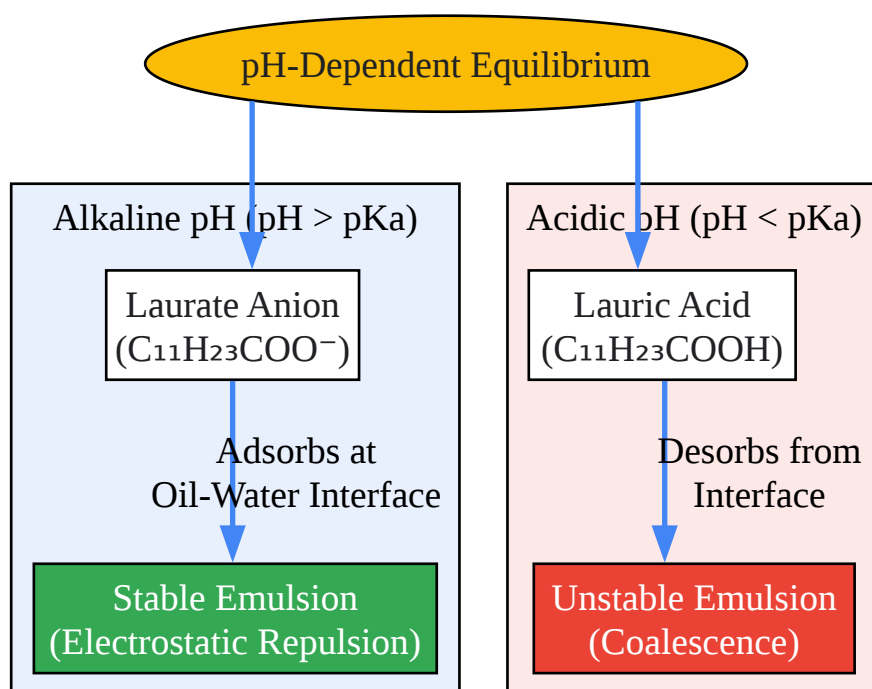 pH-Dependent Equilibrium
Alkaline pH (pH > pKa)
Laurate Anion
(C₁₁H₂₃COO⁻)
Adsorbs at
Oil-Water Interface
Stable Emulsion
(Electrostatic Repulsion)
Acidic pH (pH < pKa)
Lauric Acid
(C₁₁H₂₃COOH)
Desorbs from
Interface
Unstable Emulsion
(Coalescence)